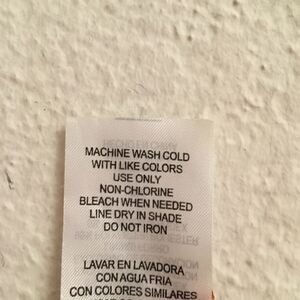 MACHINE WASH COLD
WITH LIKE COLORS
USE ONLY
NON-CHLORINE
BLEACH WHEN NEEDED
LINE DRY IN SHADE
DO NOT IRON
LAVAR EN LAVADORA
CON AGUA FRIA
CON COLORES SIMILARES